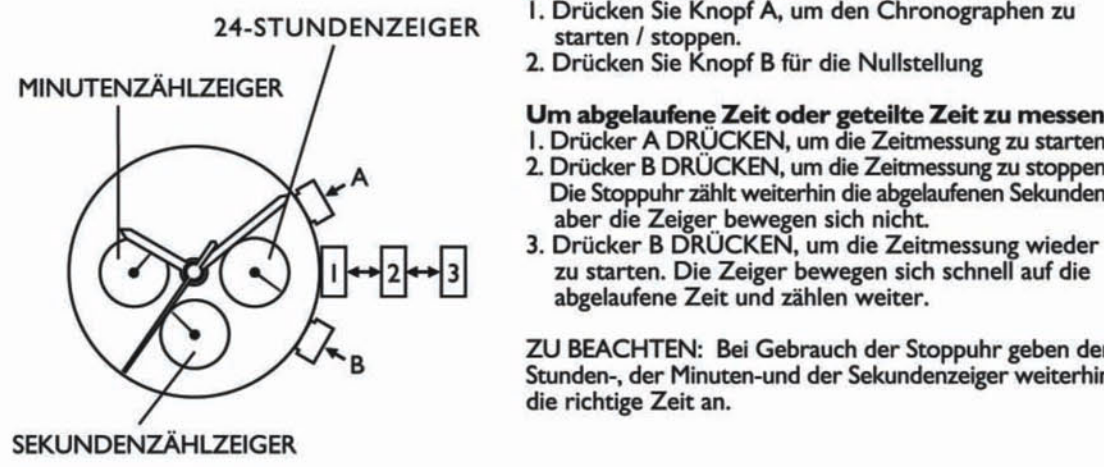 24-STUNDENZEIGER
MINUTENZÄHLZEIGER
A
1
2
3
B
SEKUNDENZÄHLZEIGER
1. Drücken Sie Knopf A, um den Chronographen zu
starten / stoppen.
2. Drücken Sie Knopf B für die Nullstellung
Um abgelaufene Zeit oder geteilte Zeit zu messen
1. Drücker A DRÜCKEN, um die Zeitmessung zu starten
2. Drücker B DRÜCKEN, um die Zeitmessung zu stoppen
Die Stoppuhr zählt weiterhin die abgelaufenen Sekunden
aber die Zeiger bewegen sich nicht.
3. Drücker B DRÜCKEN, um die Zeitmessung wieder
zu starten. Die Zeiger bewegen sich schnell auf die
abgelaufene Zeit und zählen weiter.
ZU BEACHTEN: Bei Gebrauch der Stoppuhr geben der
Stunden-, der Minuten-und der Sekundenzeiger weiterhin
die richtige Zeit an.